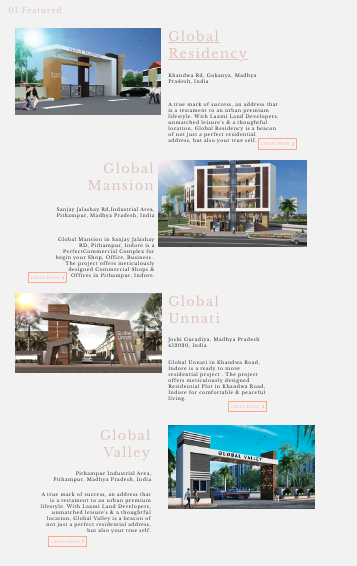 01 Featured
Global
Residency
Khandwa Rd, Gokanya, Madhya
Pradesh, India
A true mark of success, an address that
is a testament to an urban premium
lifestyle. With Laxmi Land Developers,
unmatched leisure's & a thoughtful
location, Global Residency is a beacon
of not just a perfect residential
address, but also your true self.
Learn More
Global
Mansion
Sanjay Jalashay Rd,Industrial Area,
Pithampur, Madhya Pradesh, India
Global Mansion in Sanjay Jalashay
RD, Pithampur, Indore is a
PerfectCommercial Complex for
begin your Shop, Office, Business .
The project offers meticulously
designed Commercial Shops &
Offices in Pithampur, Indore.
Learn More
Global
Unnati
Global
Unnati
Joshi Guradiya, Madhya Pradesh
452020, India
Global Unnati in Khandwa Road,
Indore is a ready to move
residential project . The project
offers meticulously designed
Residential Plot in Khandwa Road,
Indore for comfortable & peaceful
living.
Learn More
Global
Valley
GLOBAL VALLEY
Pithampur Industrial Area,
Pithampur, Madhya Pradesh, India
A true mark of success, an address that
is a testament to an urban premium
lifestyle. With Laxmi Land Developers,
unmatched leisure's & a thoughtful
location, Global Valley is a beacon of
not just a perfect residential address,
but also your true self.
Learn More